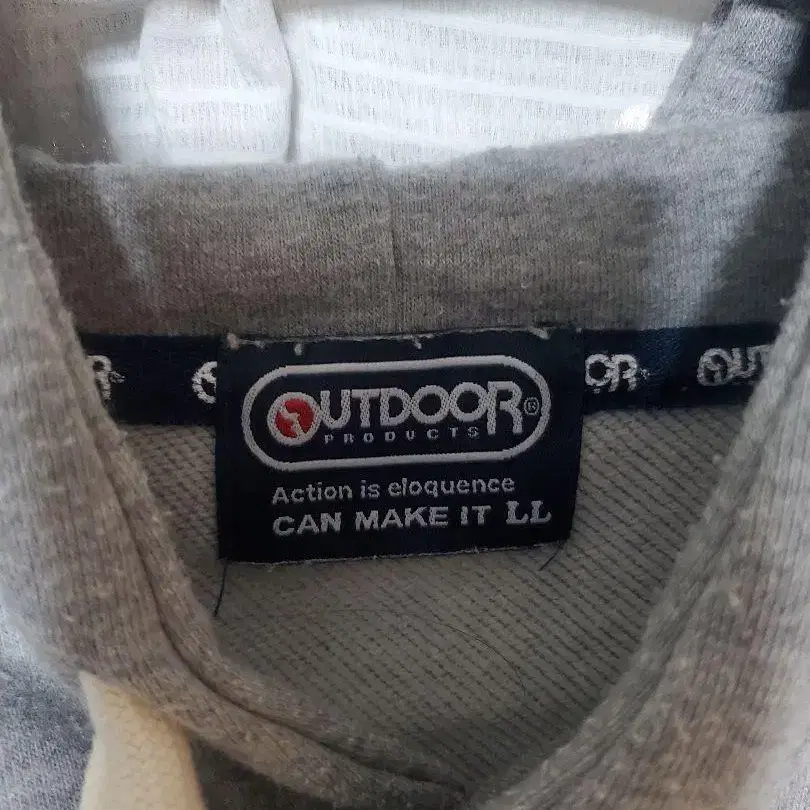 OUTDOOR®
PRODUCTS
Action is eloquence
CAN MAKE IT LL